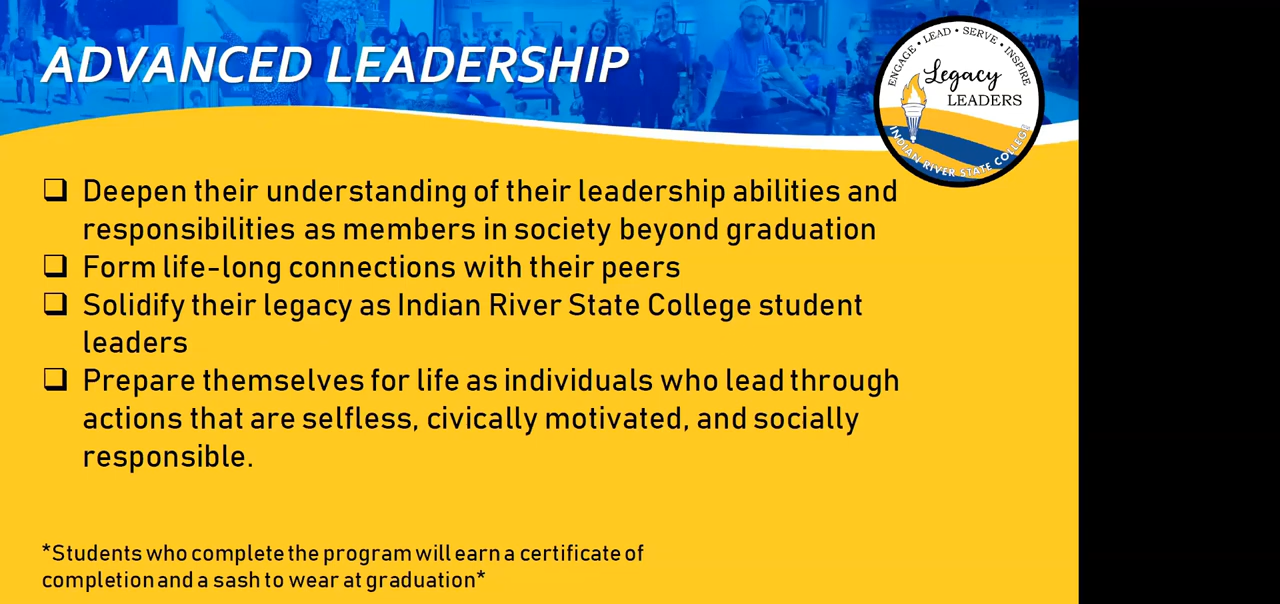 ADVANCED LEADERSHIP
ENGAGE • LEAD • SERVE • INSPIRE
Legacy
LEADERS
INDIAN RIVER STATE COLLEGE
❑ Deepen their understanding of their leadership abilities and
responsibilities as members in society beyond graduation
❑ Form life-long connections with their peers
❑ Solidify their legacy as Indian River State College student
leaders
❑ Prepare themselves for life as individuals who lead through
actions that are selfless, civically motivated, and socially
responsible.
*Students who complete the program will earn a certificate of
completion and a sash to wear at graduation*